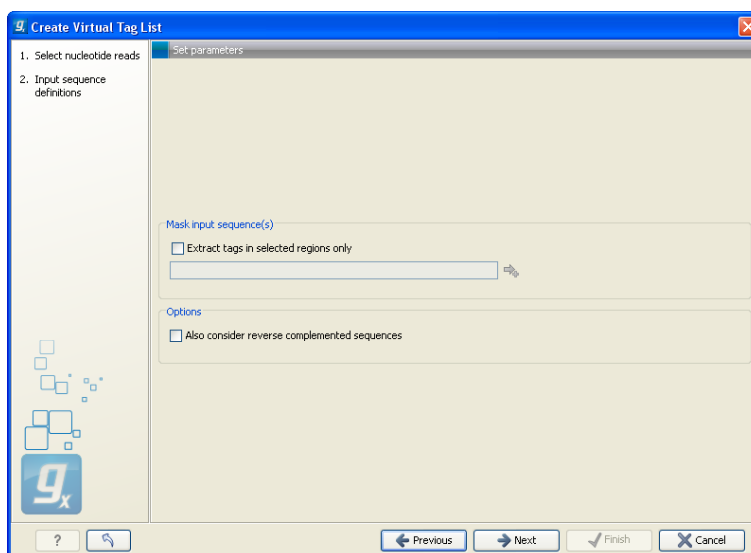 Create Virtual Tag List
1. Select nucleotide reads
2. Input sequence
definitions
Set parameters
Mask input sequence(s)
Extract tags in selected regions only
Options
Also consider reverse complemented sequences
gx
?
Previous
Next
Finish
Cancel